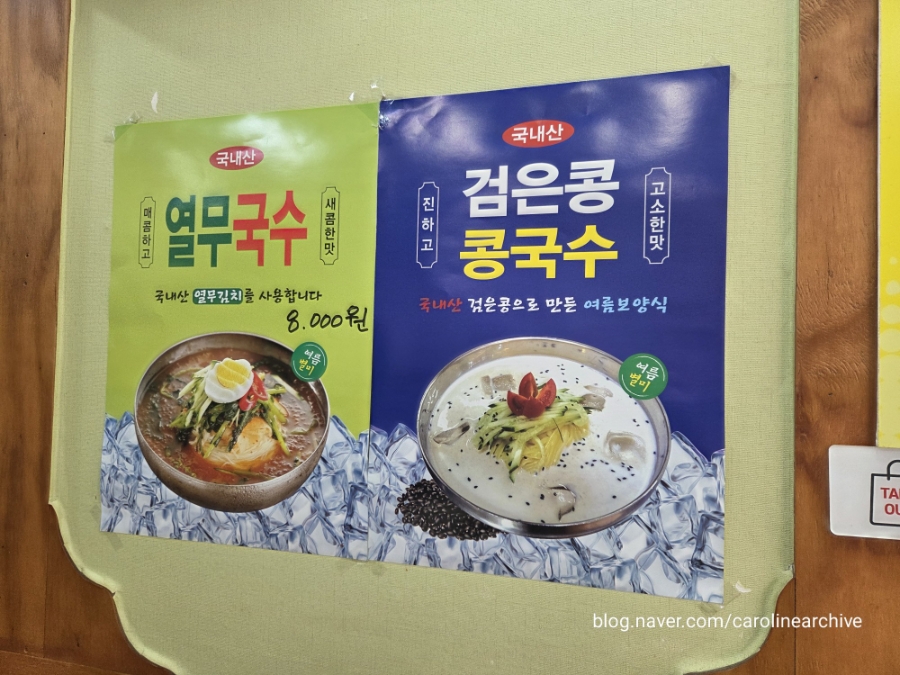 국내산
매콤하고
열무국수
새콤한맛
국내산 열무김치를 사용합니다
8.000원
여름
별미
국내산
진하고
검은콩
콩국수
고소한맛
국내산 검은콩으로 만든 여름보양식
여름
별미
TA
OU
blog.naver.com/carolinearchive